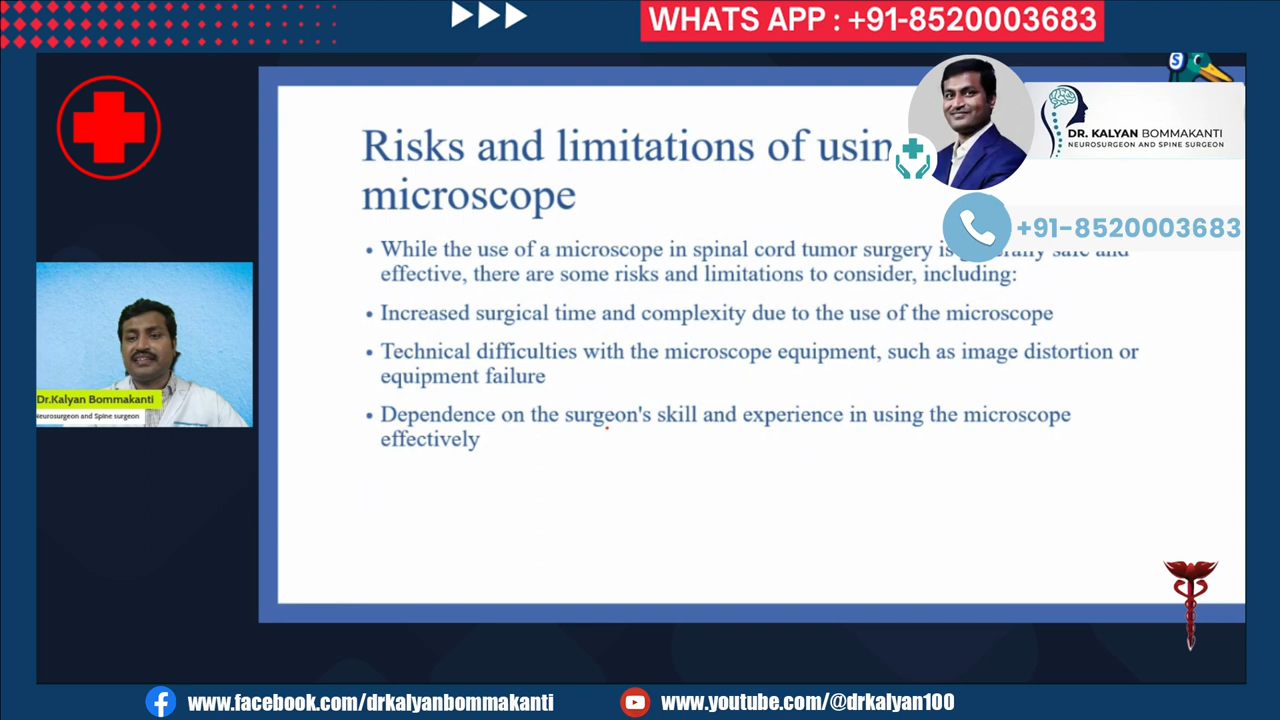 WHATS APP : +91-8520003683
S
DR. KALYAN BOMMAKANTI
NEUROSURGEON AND SPINE SURGEON
+91-8520003683
Risks and limitations of usin
microscope
• While the use of a microscope in spinal cord tumor surgery is generally safe and
effective, there are some risks and limitations to consider, including:
• Increased surgical time and complexity due to the use of the microscope
• Technical difficulties with the microscope equipment, such as image distortion or
equipment failure
• Dependence on the surgeon's skill and experience in using the microscope
effectively
Dr.Kalyan Bommakanti
Neurosurgeon and Spine surgeon
www.facebook.com/drkalyanbommakanti
www.youtube.com/@drkalyan100